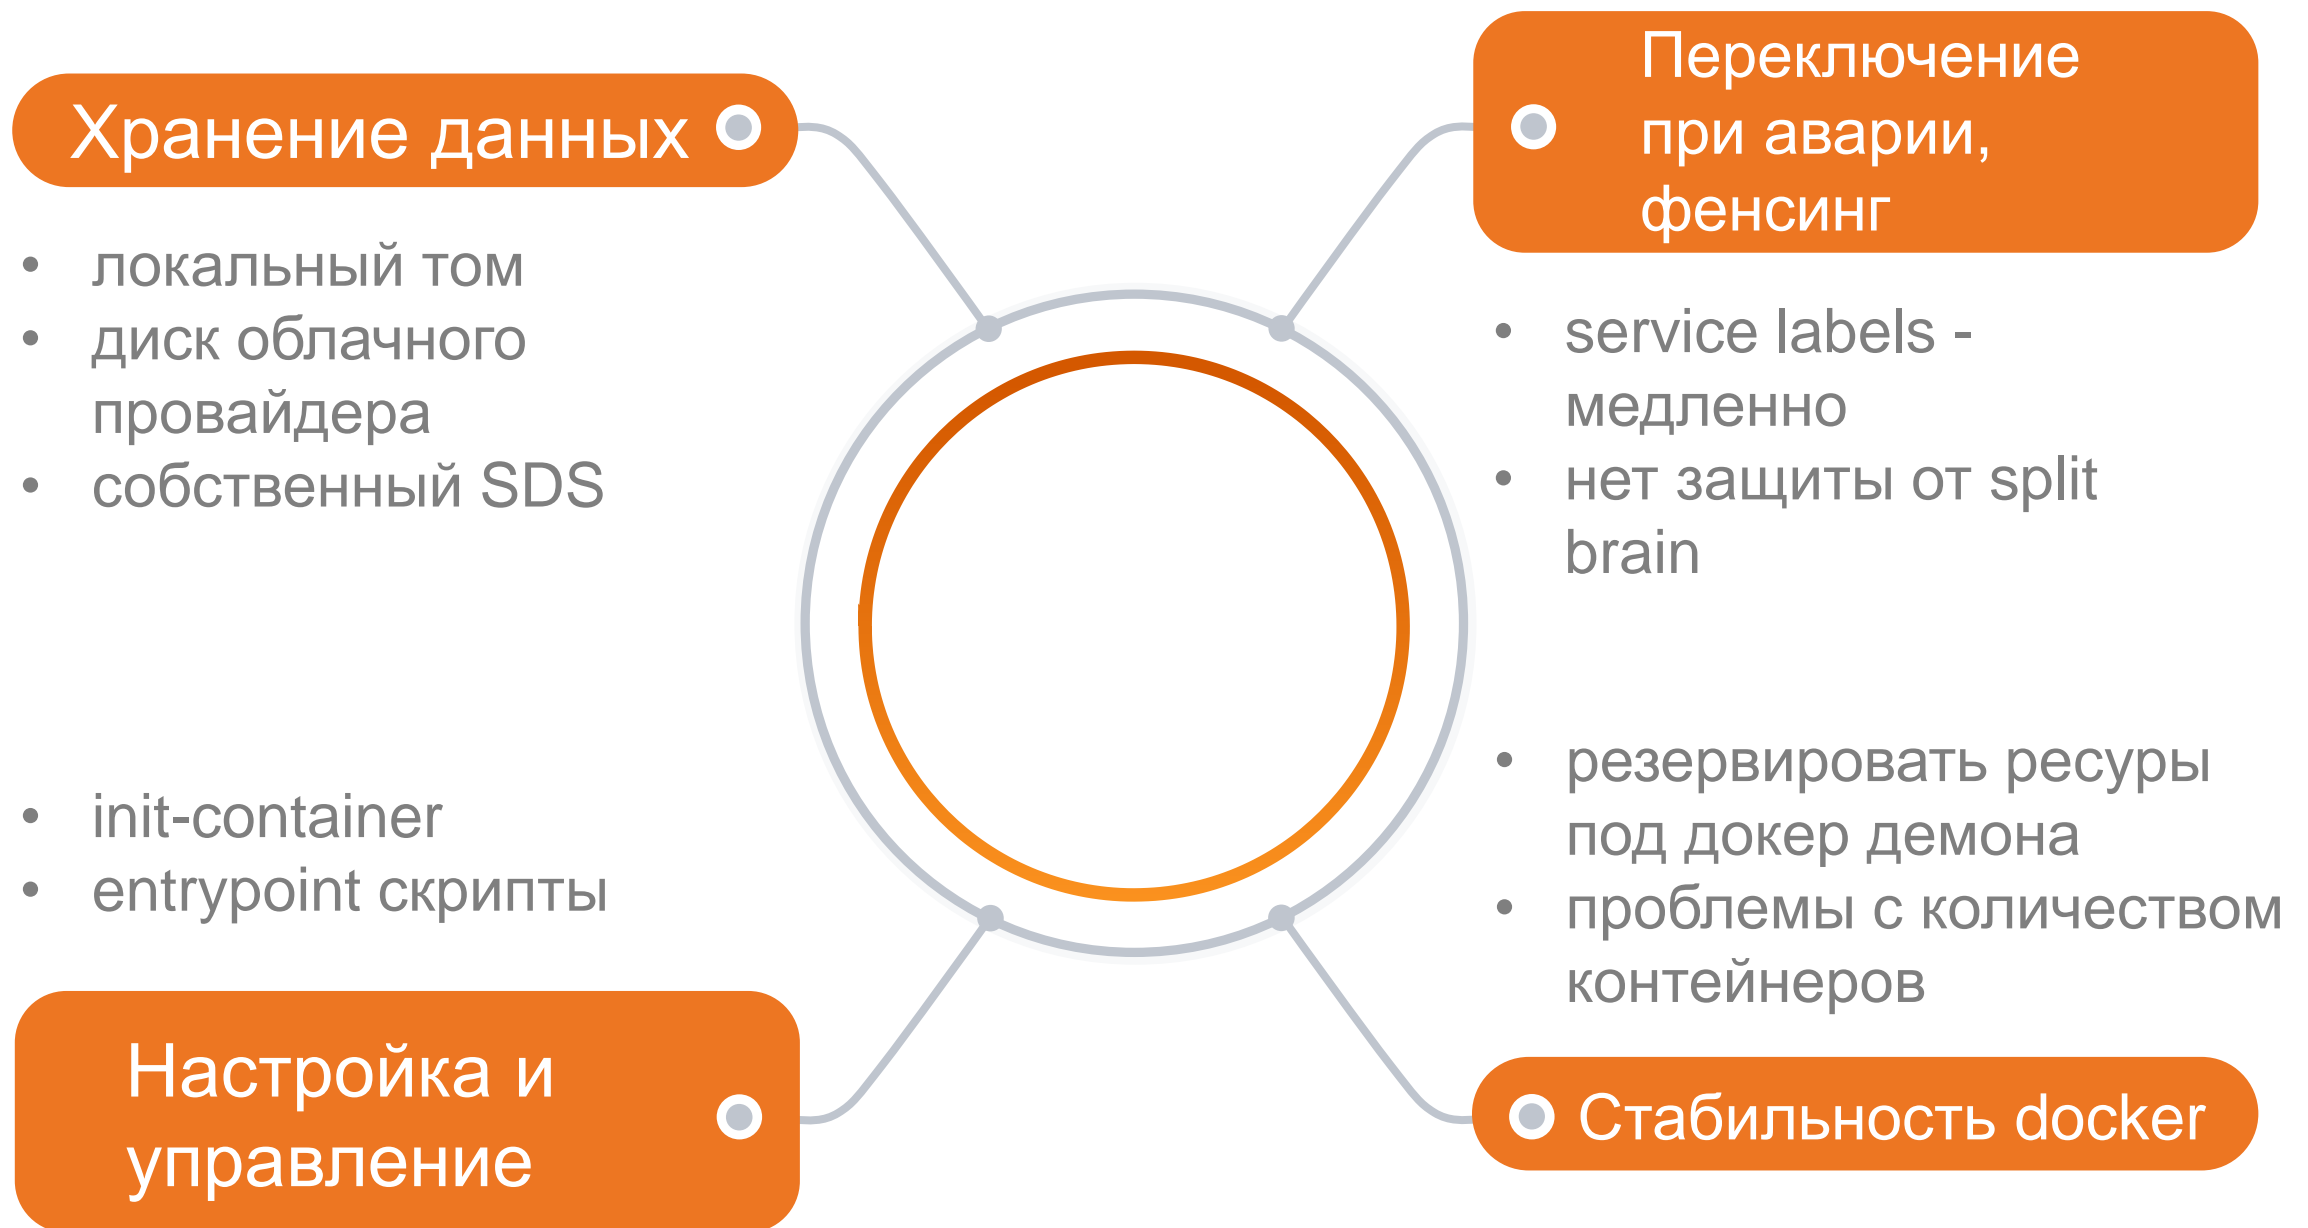 Хранение данных
• локальный том
• диск облачного
провайдера
• собственный SDS
Переключение
при аварии,
фенсинг
• service labels -
медленно
• нет защиты от split
brain
• init-container
• entrypoint скрипты
Настройка и
управление
• резервировать ресуры
под докер демона
• проблемы с количеством
контейнеров
Стабильность docker